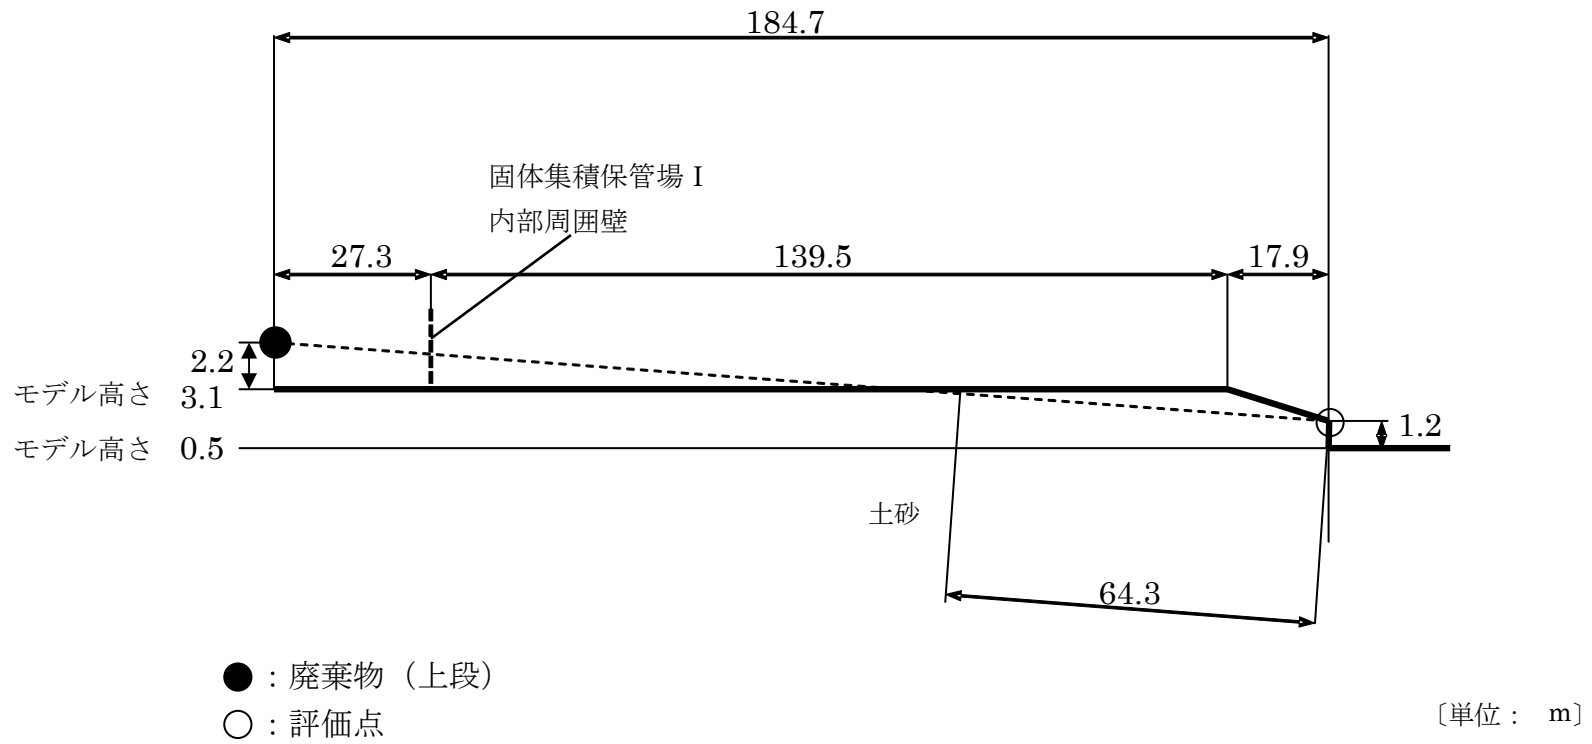 184.7
固体集積保管場 I
内部周囲壁
27.3
139.5
17.9
2.2
モデル高さ 3.1
1.2
モデル高さ 0.5
土砂
64.3
●：廃棄物（上段）
○：評価点
〔単位： m〕